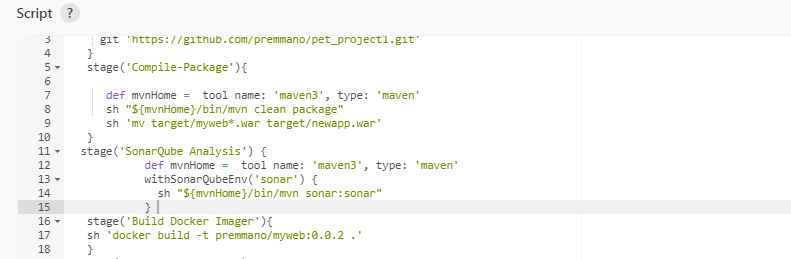 Script ?
3 git 'https://github.com/premmano/pet_project1.git'
4 }
5 stage('Compile-Package'){
6
7 def mvnHome = tool name: 'maven3', type: 'maven'
8 sh "${mvnHome}/bin/mvn clean package"
9 sh 'mv target/myweb*.war target/newapp.war'
10 }
11 stage('SonarQube Analysis') {
12 def mvnHome = tool name: 'maven3', type: 'maven'
13 withSonarQubeEnv('sonar') {
14 sh "${mvnHome}/bin/mvn sonar:sonar"
15 }
16 stage('Build Docker Imager'){
17 sh 'docker build -t premmano/myweb:0.0.2 .'
18 }